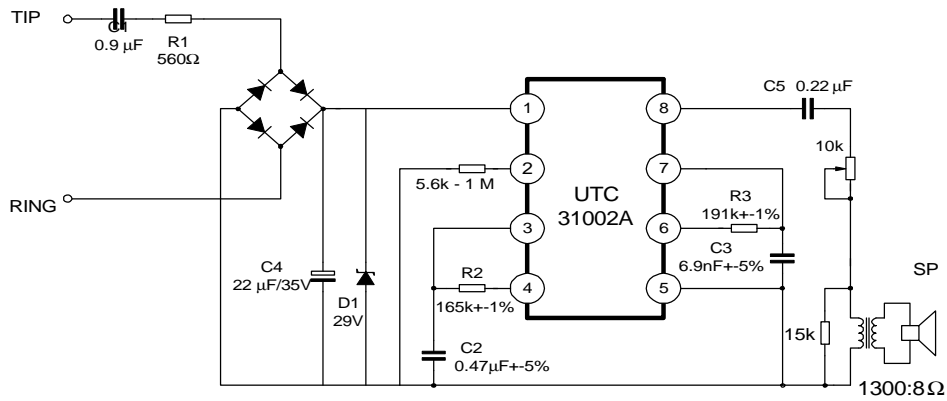 TIP
C1
0.9 µF
R1
560Ω
RING
C4
22 µF/35V
D1
29V
5.6k - 1 M
R2
165k+-1%
C2
0.47µF+-5%
1
2
3
4
UTC
31002A
8
7
6
5
R3
191k+-1%
C3
6.9nF+-5%
C5 0.22 µF
10k
15k
SP
1300:8Ω